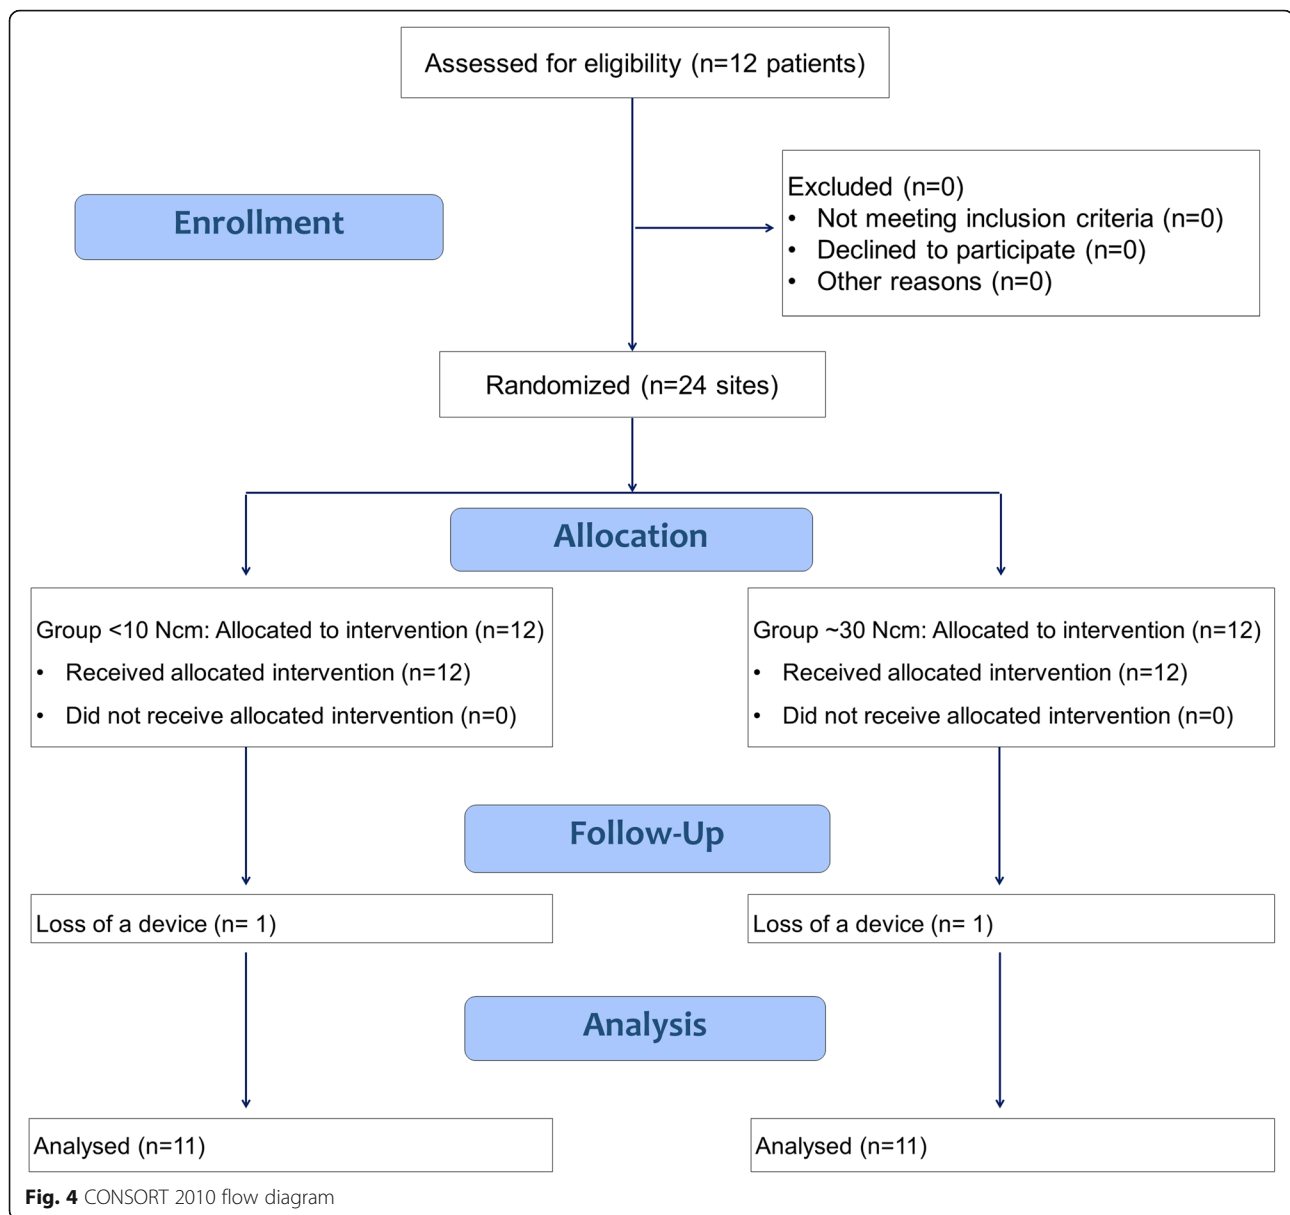 Assessed for eligibility (n=12 patients)
Enrollment
Excluded (n=0)
• Not meeting inclusion criteria (n=0)
• Declined to participate (n=0)
• Other reasons (n=0)
Randomized (n=24 sites)
Allocation
Group <10 Ncm: Allocated to intervention (n=12)
• Received allocated intervention (n=12)
• Did not receive allocated intervention (n=0)
Group ~30 Ncm: Allocated to intervention (n=12)
• Received allocated intervention (n=12)
• Did not receive allocated intervention (n=0)
Follow-Up
Loss of a device (n= 1)
Loss of a device (n= 1)
Analysis
Analysed (n=11)
Analysed (n=11)
Fig. 4 CONSORT 2010 flow diagram